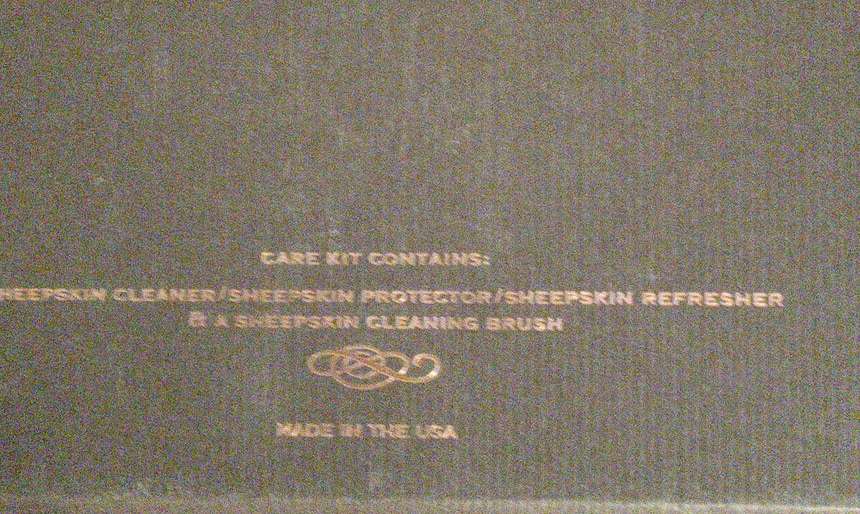 CARE KIT CONTAINS:
HEEPSKIN CLEANER/SHEEPSKIN PROTECTOR/SHEEPSKIN REFRESHER
& A SHEEPSKIN CLEANING BRUSH
MADE IN THE USA